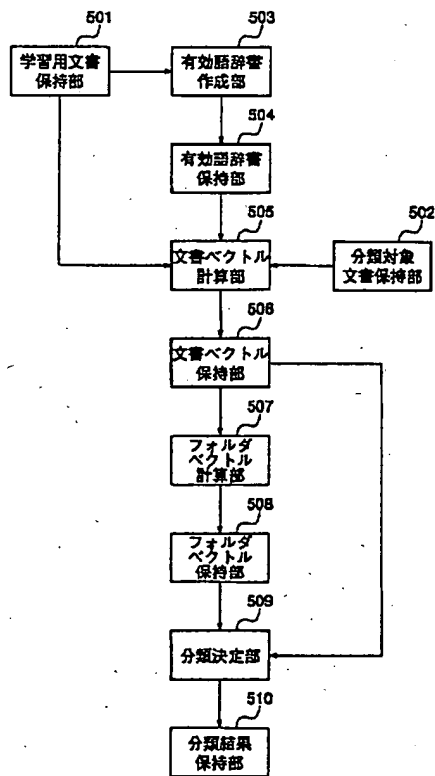 501
学習用文書
保持部
503
有効語辞書
作成部
504
有効語辞書
保持部
505
文書ベクトル
計算部
502
分類対象
文書保持部
506
文書ベクトル
保持部
507
フォルダ
ベクトル
計算部
508
フォルダ
ベクトル
保持部
509
分類決定部
510
分類結果
保持部